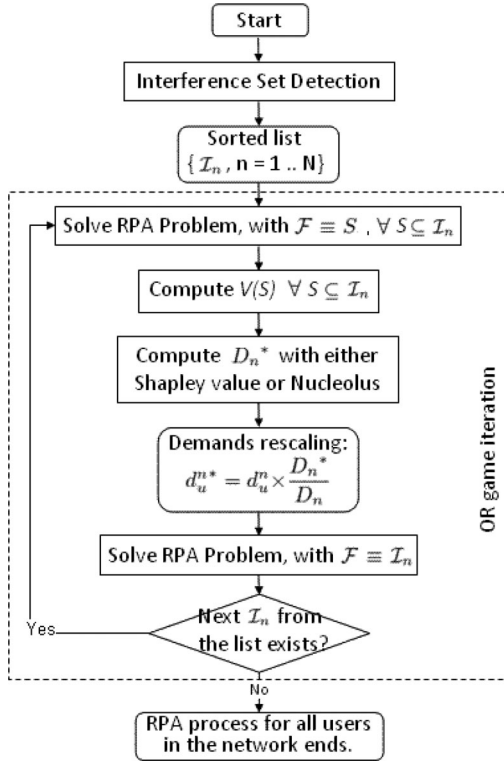 Start
Interference Set Detection
Sorted list
{ ℐₙ , n = 1 .. N}
Solve RPA Problem, with ℱ ≡ S , ∀ S ⊆ ℐₙ
Compute V(S) ∀ S ⊆ ℐₙ
Compute Dₙ* with either
Shapley value or Nucleolus
Demands rescaling:
dᵤⁿ* = dᵤⁿ × Dₙ* / Dₙ
Solve RPA Problem, with ℱ ≡ ℐₙ
Next ℐₙ from
the list exists?
Yes
No
RPA process for all users
in the network ends.
OR game iteration